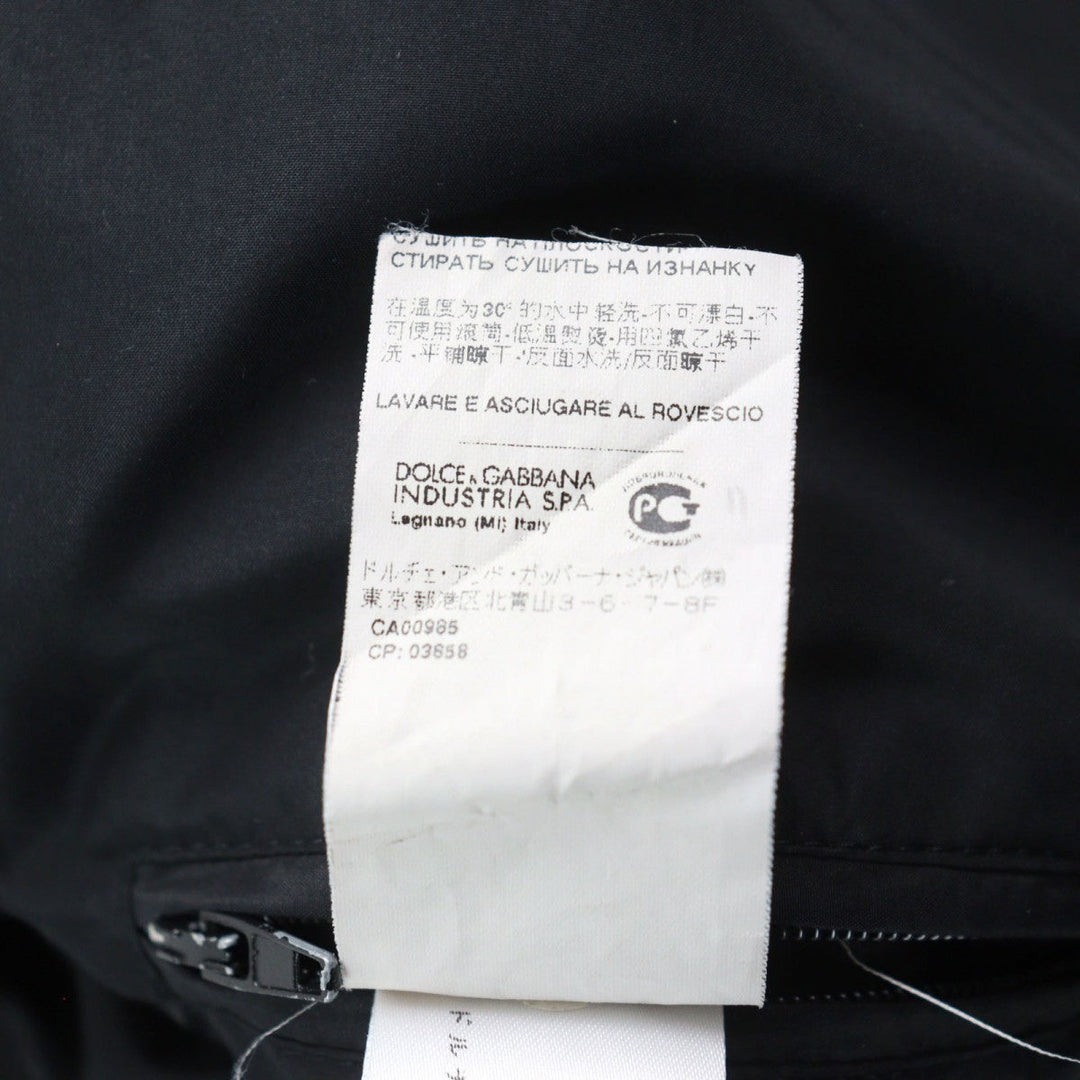 СУШИТЬ НА ПЛОСКОСТИ
СТИРАТЬ СУШИТЬ НА ИЗНАНКУ
在温度为30°的水中轻洗·不可漂白·不
可使用滚筒·低温熨烫·用四氯乙烯干
洗·平铺晾干·反面水洗/反面晾干
LAVARE E ASCIUGARE AL ROVESCIO
DOLCE & GABBANA
INDUSTRIA S.P.A.
Legnano (MI) Italy
ドルチェ・アンド・ガッバーナ・ジャパン㈱
東京都港区北青山3-6-7-8F
CA00985
CP: 03658